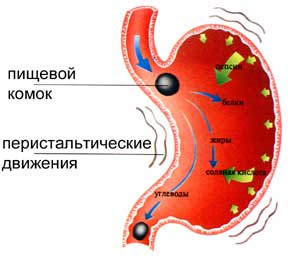 пепсин
пищевой
комок
белки
перистальтические
движения
жиры
соляная кислота
углеводы